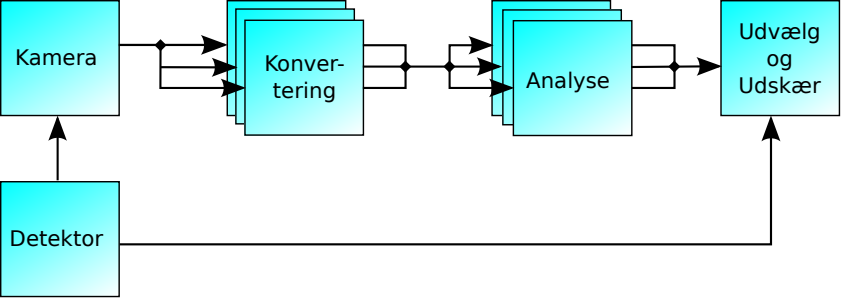 Kamera
Konver-
tering
Analyse
Udvælg
og
Udskær
Detektor